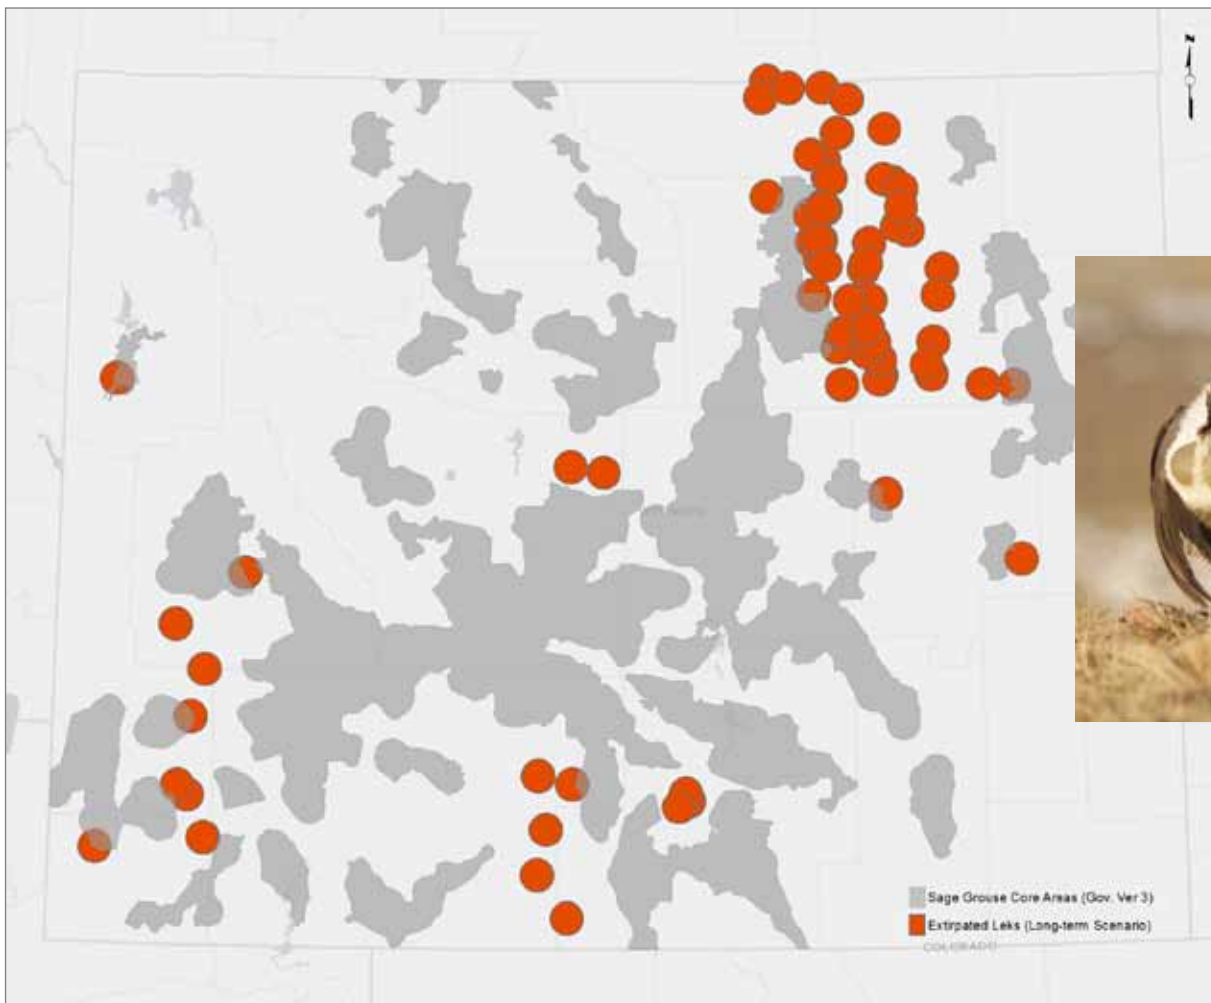 N
Sage Grouse Core Areas (Gov. Ver 3)
Extirpated Leks (Long-term Scenario)
COLORADO